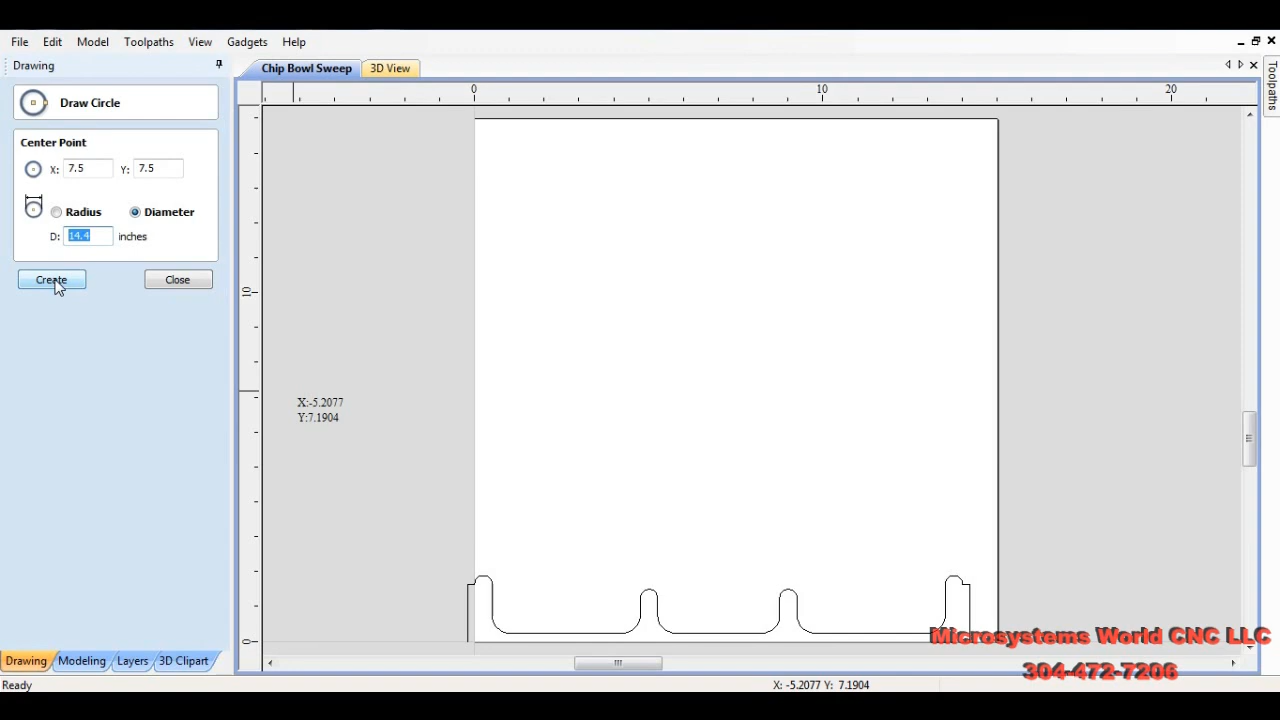 File Edit Model Toolpaths View Gadgets Help
Drawing
Chip Bowl Sweep
3D View
Toolpaths
Draw Circle
0 10 20
Center Point
X: 7.5 Y: 7.5
Radius Diameter
D: 14.4 inches
Create Close
10
X:-5.2077
Y:7.1904
0
Microsystems World CNC LLC
304-472-7206
Drawing Modeling Layers 3D Clipart
Ready
X: -5.2077 Y: 7.1904